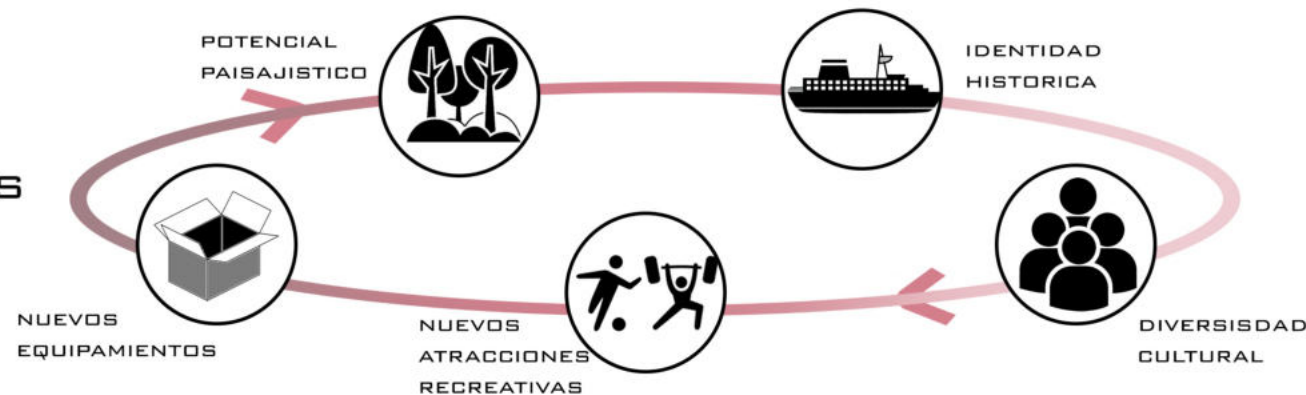 POTENCIAL
PAISAJISTICO
IDENTIDAD
HISTORICA
S
NUEVOS
EQUIPAMIENTOS
NUEVOS
ATRACCIONES
RECREATIVAS
DIVERSISDAD
CULTURAL